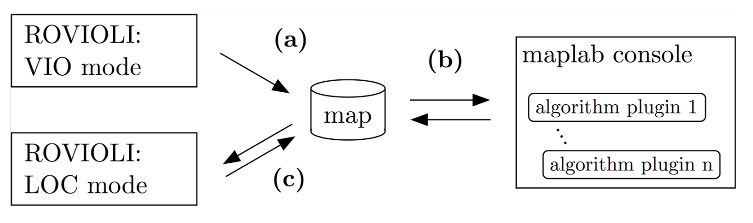 ROVIOLI:
VIO mode
(a)
(b)
maplab console
algorithm plugin 1
algorithm plugin n
map
ROVIOLI:
LOC mode
(c)